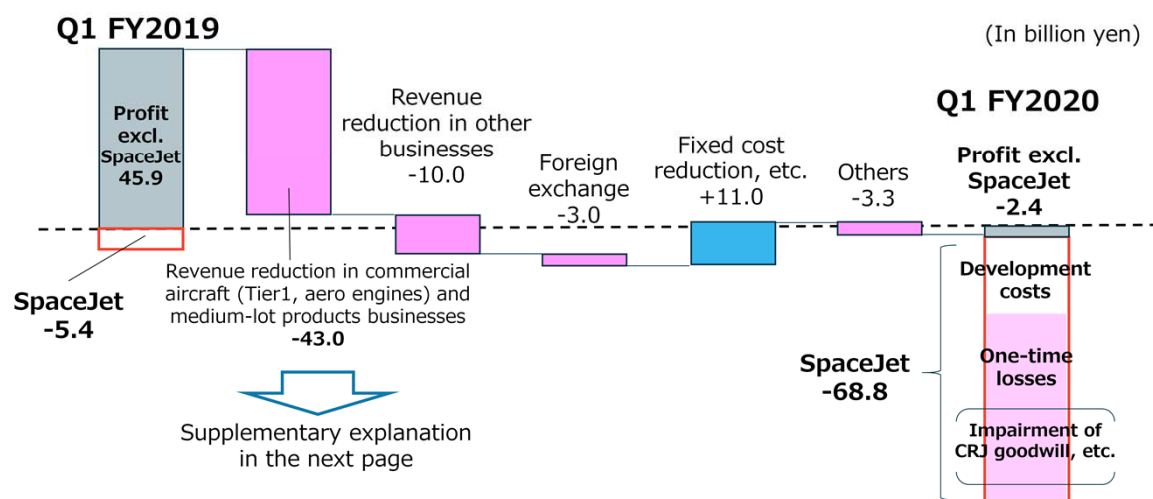 Q1 FY2019
(In billion yen)
Profit
excl.
SpaceJet
45.9
SpaceJet
-5.4
Revenue reduction in commercial
aircraft (Tier1, aero engines) and
medium-lot products businesses
-43.0
Supplementary explanation
in the next page
Revenue
reduction in other
businesses
-10.0
Foreign
exchange
-3.0
Fixed cost
reduction, etc.
+11.0
Others
-3.3
Q1 FY2020
Profit excl.
SpaceJet
-2.4
SpaceJet
-68.8
Development
costs
One-time
losses
Impairment of
CRJ goodwill, etc.